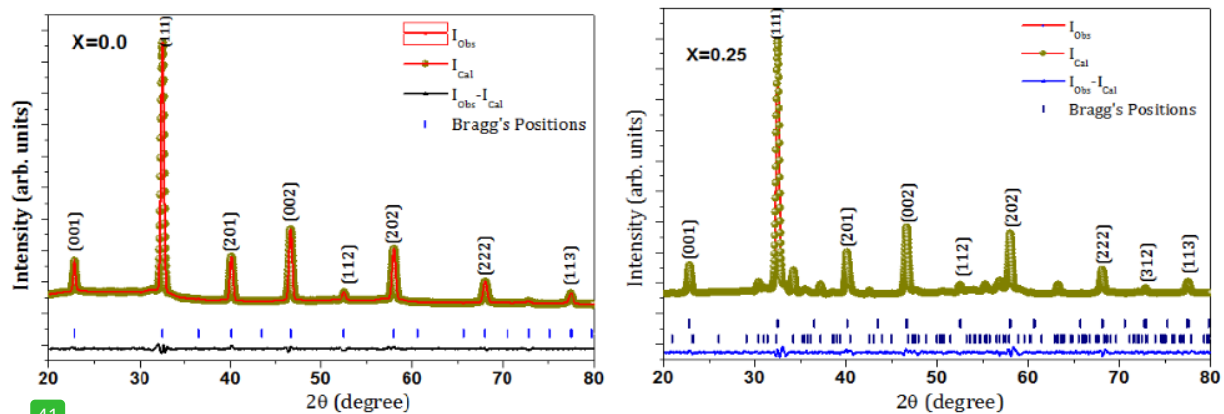 X=0.0
(111)
I_Obs
I_Cal
I_Obs-I_Cal
Bragg's Positions
(001)
(201)
(002)
(112)
(202)
(222)
(113)
Intensity (arb. units)
20 30 40 50 60 70 80
2θ (degree)
41
X=0.25
(111)
I_Obs
I_Cal
I_Obs-I_Cal
Bragg's Positions
(001)
(201)
(002)
(112)
(202)
(222)
(312)
(113)
Intensity (arb. units)
20 30 40 50 60 70 80
2θ (degree)